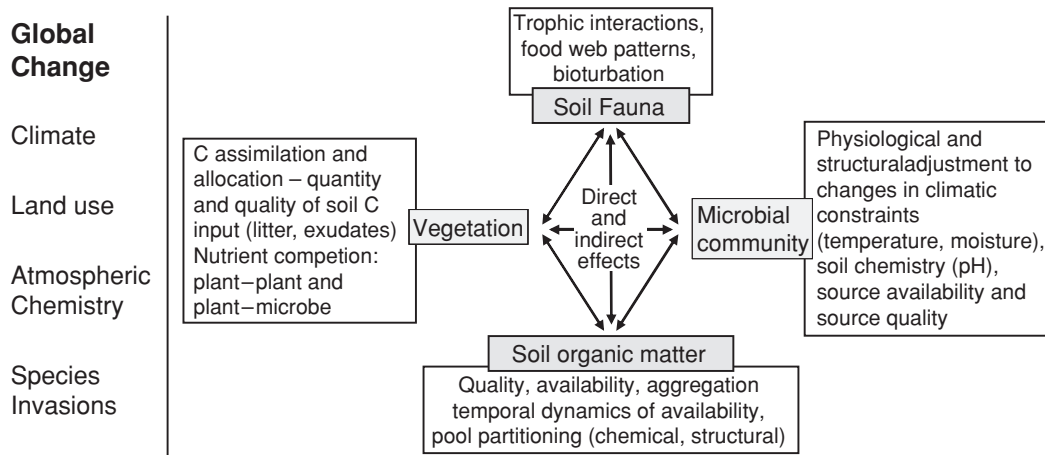 Global
Change
Climate
Land use
Atmospheric
Chemistry
Species
Invasions
Trophic interactions,
food web patterns,
bioturbation
Soil Fauna
C assimilation and
allocation – quantity
and quality of soil C
input (litter, exudates)
Nutrient competion:
plant–plant and
plant–microbe
Vegetation
Direct
and
indirect
effects
Microbial
community
Physiological and
structuraladjustment to
changes in climatic
constraints
(temperature, moisture),
soil chemistry (pH),
source availability and
source quality
Soil organic matter
Quality, availability, aggregation
temporal dynamics of availability,
pool partitioning (chemical, structural)